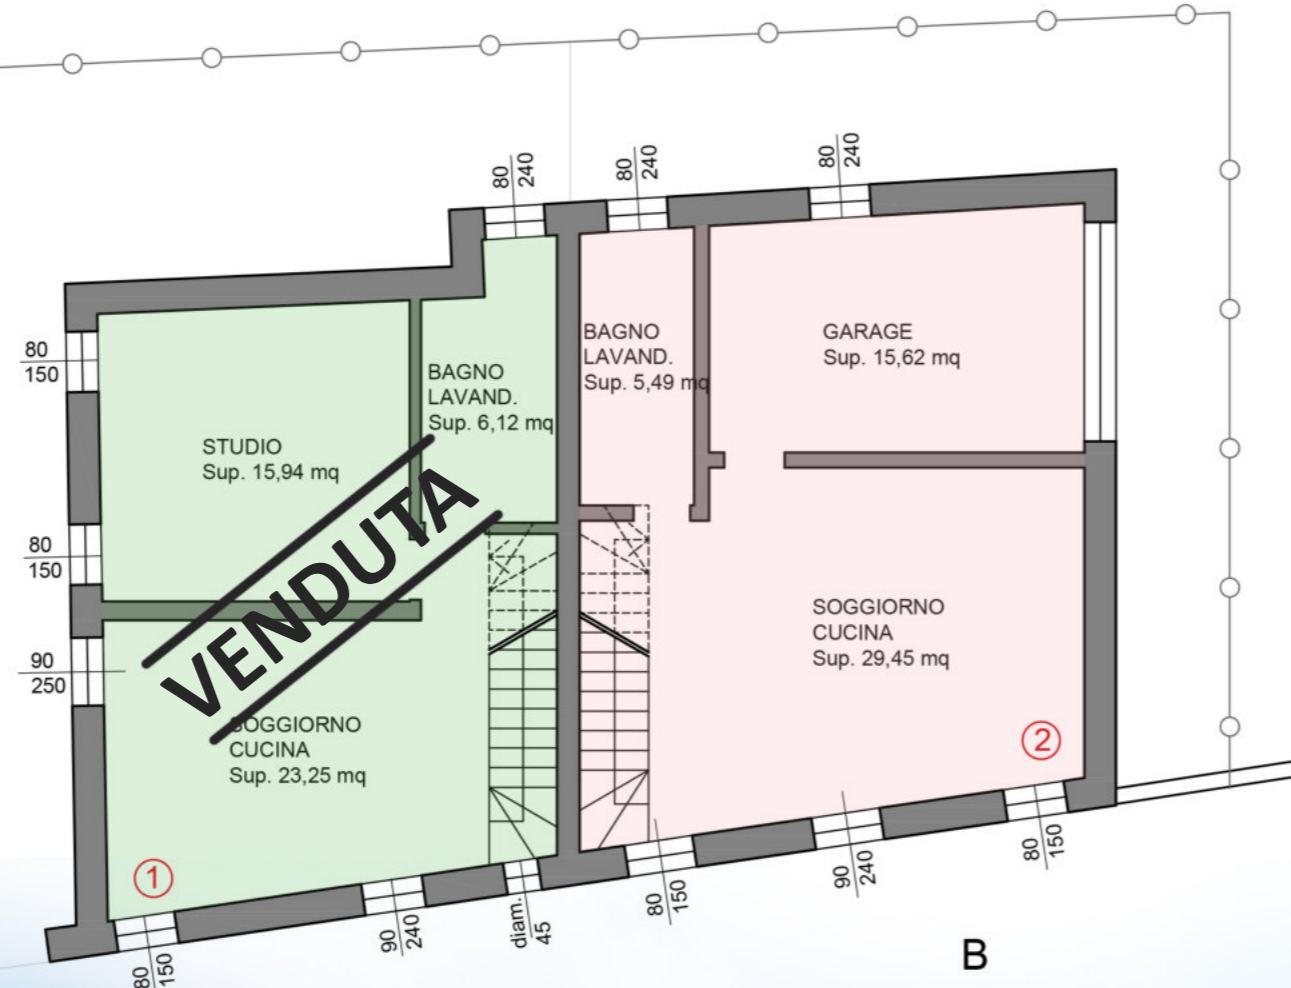 80
240
80
240
80
240
80
150
STUDIO
Sup. 15,94 mq
BAGNO
LAVAND.
Sup. 6,12 mq
BAGNO
LAVAND.
Sup. 5,49 mq
GARAGE
Sup. 15,62 mq
80
150
VENDUTA
90
250
SOGGIORNO
CUCINA
Sup. 23,25 mq
SOGGIORNO
CUCINA
Sup. 29,45 mq
1
2
80
150
90
240
diam.
45
80
150
90
240
80
150
B